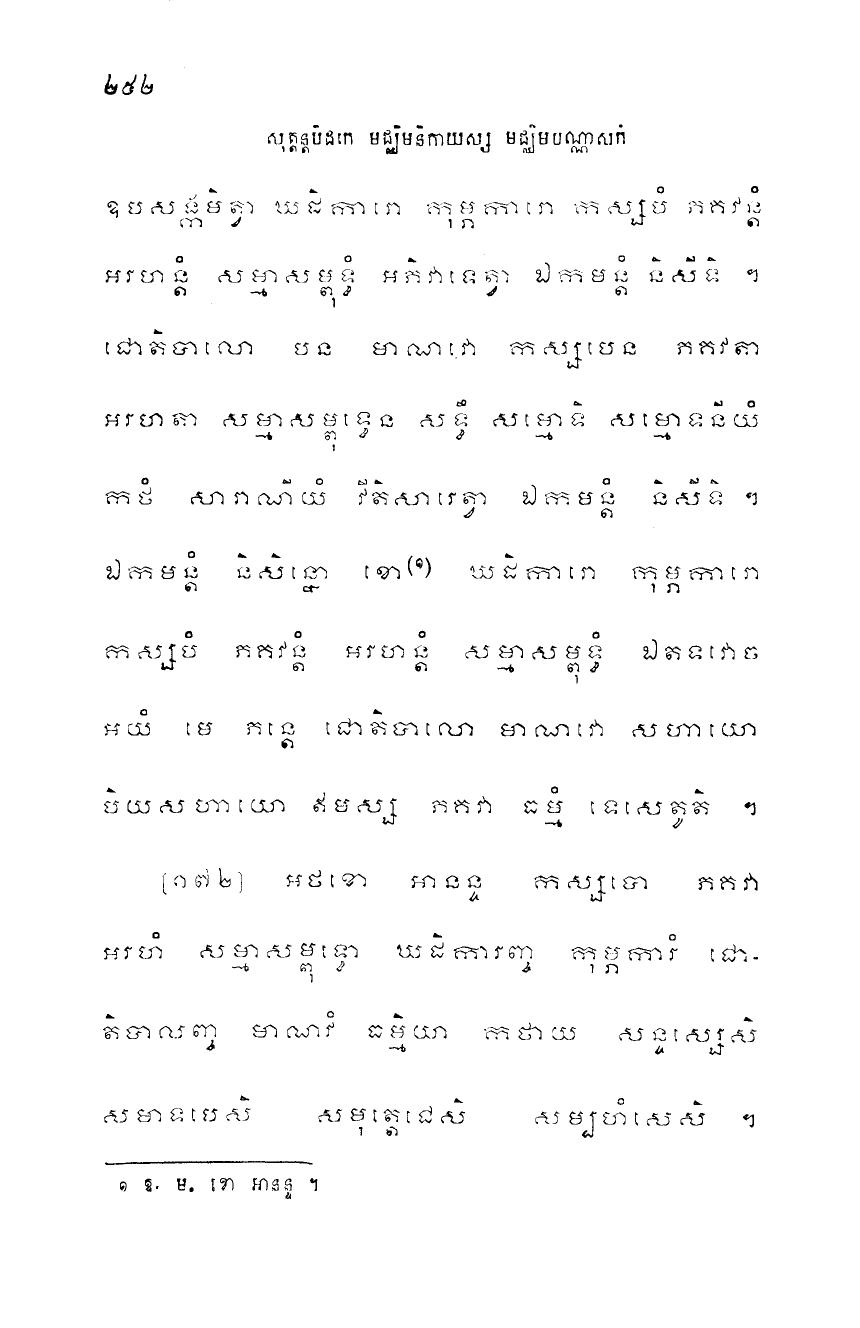 ២៥២
សុត្តន្តបិដកេ មជ្ឈិមនិកាយស្ស មជ្ឈិមបណ្ណាសកំ
ឧបសង្កមិត្វា ឃដិការោ កុម្ភការោ កស្សបំ ភគវន្តំ
អរហន្តំ សម្មាសម្ពុទ្ធំ អភិវាទេត្វា ឯកមន្តំ និសីទិ ។
ជោតិបាលោ បន មាណវោ កស្សបេន ភគវតា
អរហតា សម្មាសម្ពុទ្ធេន សទ្ធឹ សម្មោទិ សម្មោទនីយំ
កថំ សារាណីយំ វីតិសារេត្វា ឯកមន្តំ និសីទិ ។
ឯកមន្តំ និសិន្នោ ខោ(១) ឃដិការោ កុម្ភការោ
កស្សបំ ភគវន្តំ អរហន្តំ សម្មាសម្ពុទ្ធំ ឯតទវោច
អយំ មេ ភន្តេ ជោតិបាលោ មាណវោ សហាយោ
បិយសហាយោ ឥមស្ស ភគវា ធម្មំ ទេសេតូតិ ។
[១៧២] អថខោ អានន្ទ កស្សបោ ភគវា
អរហំ សម្មាសម្ពុទ្ធោ ឃដិការញ្ច កុម្ភការំ ជោ-
តិបាលញ្ច មាណវំ ធម្មិយា កថាយ សន្ទស្សេសិ
សមាទបេសិ សមុត្តេជេសិ សម្បហំសេសិ ។
១ ឱ. ម. ខោ អានន្ទ ។